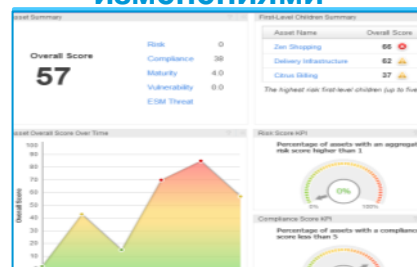 изменениями
Asset Summary
Overall Score
57
Risk 0
Compliance 38
Maturity 4.0
Vulnerability 0.0
ESM Threat
First-Level Children Summary
Asset Name Overall Score
Zen Shopping 66
Delivery Infrastructure 62
Citrus Billing 37
The highest risk first-level children (up to five
Asset Overall Score Over Time
Overall Score
100
90
80
70
60
50
40
30
20
10
Risk Score KPI
Percentage of assets with an aggregat
risk score higher than 1
0%
0% 100%
Compliance Score KPI
Percentage of assets with a complianc
score less than 5